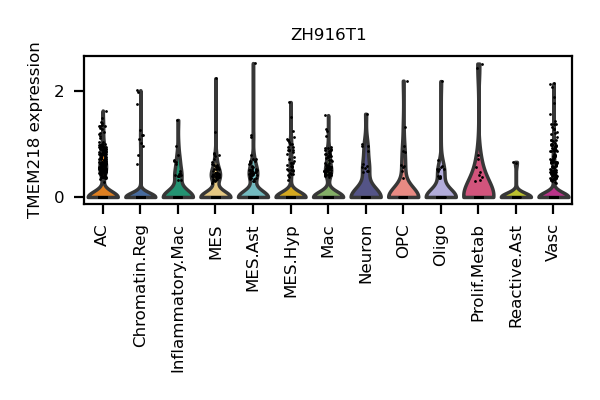 ZH916T1
TMEM218 expression
2
0
AC
Chromatin.Reg
Inflammatory.Mac
MES
MES.Ast
MES.Hyp
Mac
Neuron
OPC
Oligo
Prolif.Metab
Reactive.Ast
Vasc